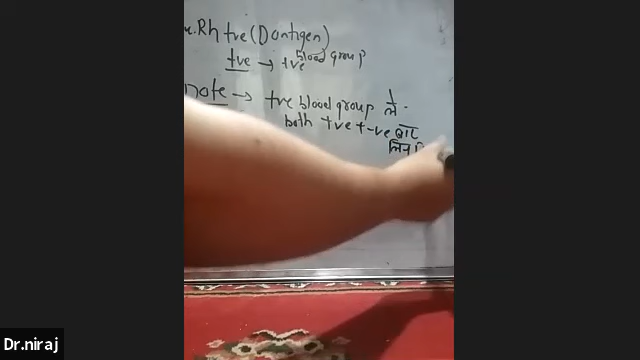 Rh +ve (D antigen)
+ve → +ve blood group
note → +ve blood group ले
both +ve + -ve बाट
Dr.niraj